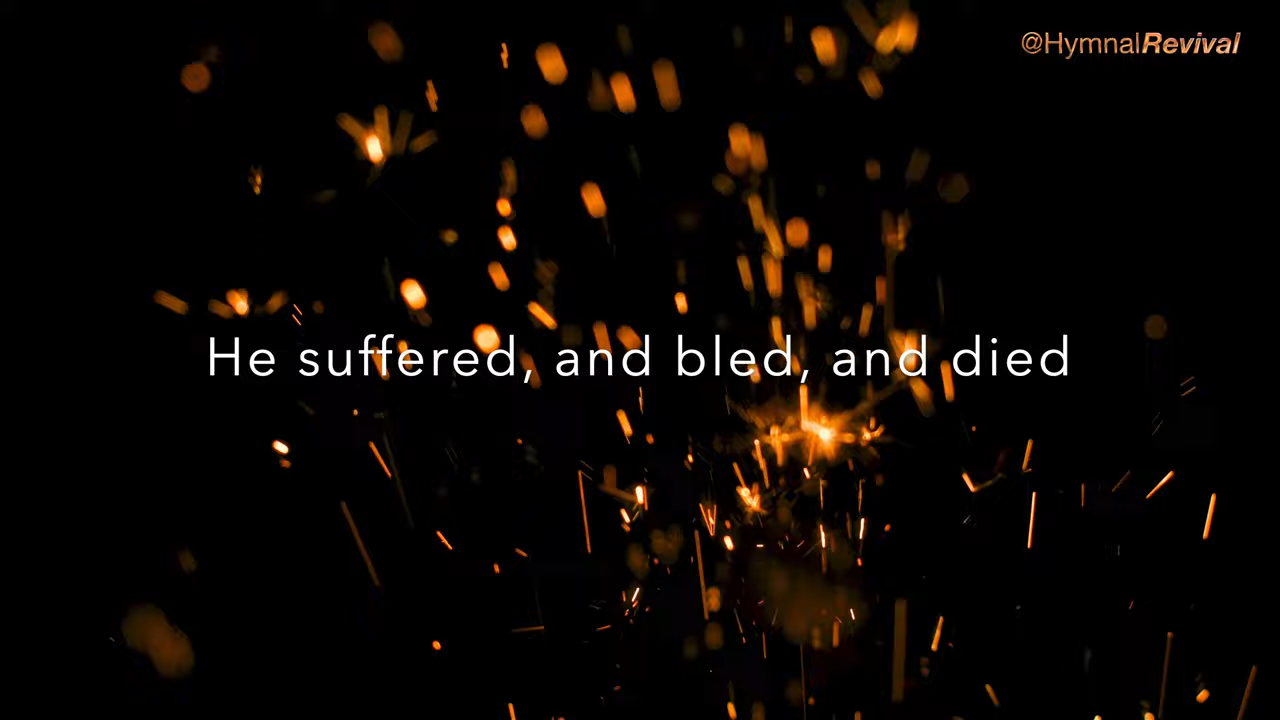 @HymnalRevival
He suffered, and bled, and died